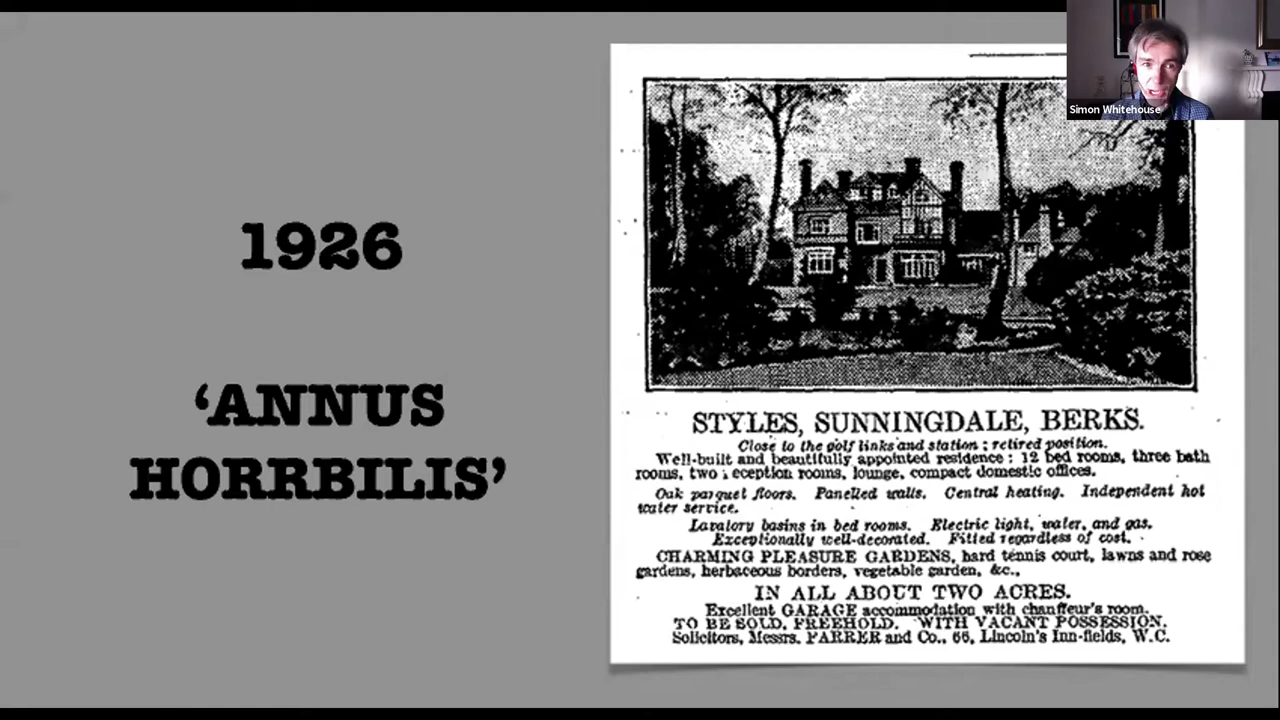 Simon Whitehouse
1926
‘ANNUS
HORRBILIS’
STYLES, SUNNINGDALE, BERKS.
Close to the golf links and station ; retired position.
Well-built and beautifully appointed residence : 12 bed rooms, three bath
rooms, two eception rooms, lounge, compact domestic offices.
Oak parquet floors. Panelled walls. Central heating. Independent hot
water service.
Lavatory basins in bed rooms. Electric light, water, and gas.
Exceptionally well-decorated. Fitted regardless of cost.
CHARMING PLEASURE GARDENS, hard tennis court, lawns and rose
gardens, herbaceous borders, vegetable garden, &c.,
IN ALL ABOUT TWO ACRES.
Excellent GARAGE accommodation with chauffeur's room.
TO BE SOLD, FREEHOLD. WITH VACANT POSSESSION.
Solicitors, Messrs. FARRER and Co., 66, Lincoln's Inn-fields, W.C.